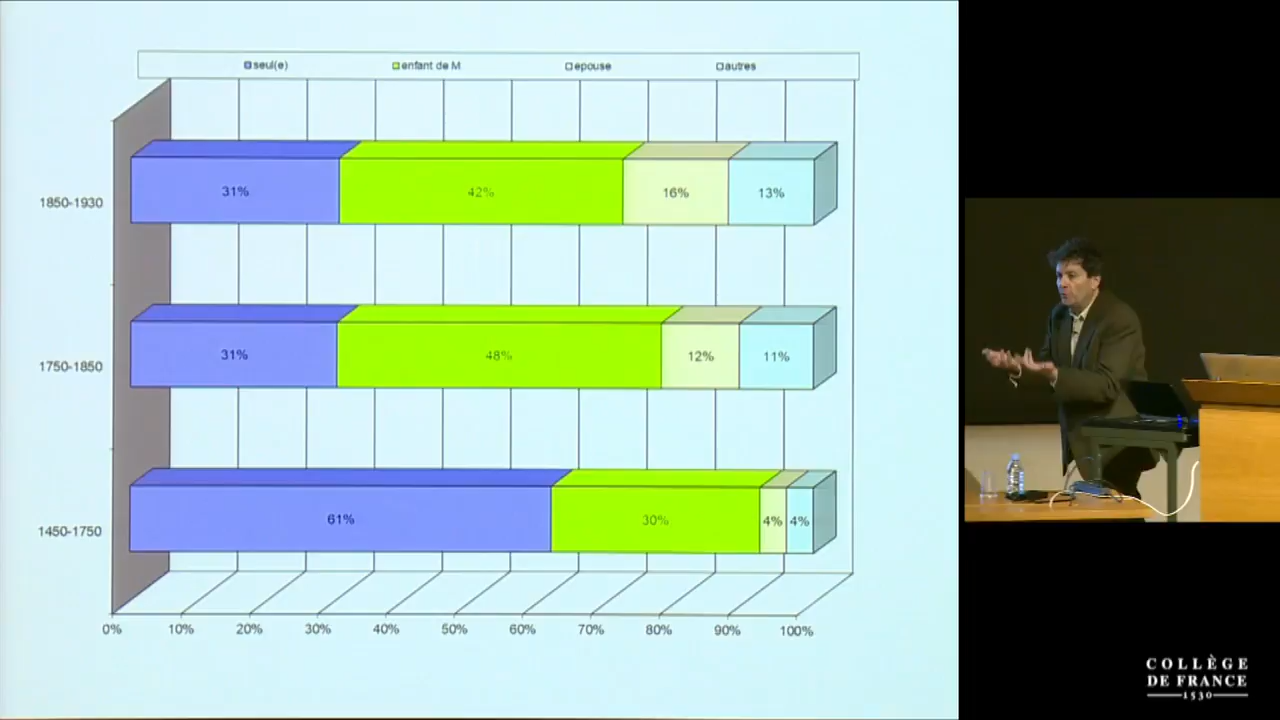 seul(e) enfant de M epouse autres
1850-1930 31% 42% 16% 13%
1750-1850 31% 48% 12% 11%
1450-1750 61% 30% 4% 4%
0% 10% 20% 30% 40% 50% 60% 70% 80% 90% 100%
COLLÈGE
DE FRANCE
1530